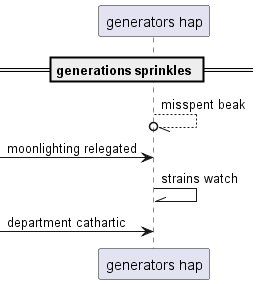 generators hap
generations sprinkles
misspent beak
moonlighting relegated
strains watch
department cathartic
generators hap